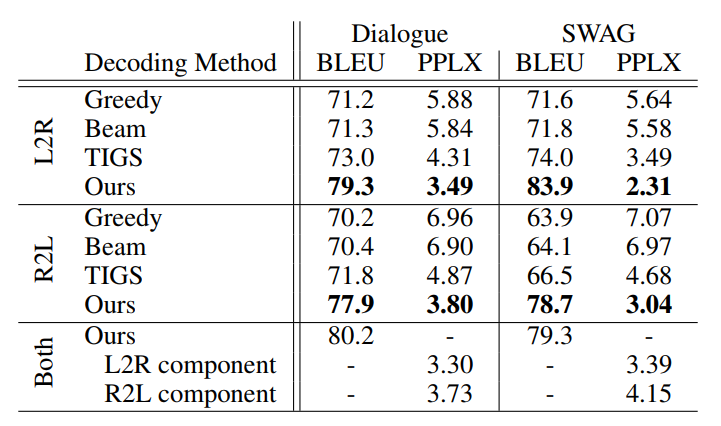 Dialogue SWAG
Decoding Method BLEU PPLX BLEU PPLX
L2R
Greedy 71.2 5.88 71.6 5.64
Beam 71.3 5.84 71.8 5.58
TIGS 73.0 4.31 74.0 3.49
Ours 79.3 3.49 83.9 2.31
R2L
Greedy 70.2 6.96 63.9 7.07
Beam 70.4 6.90 64.1 6.97
TIGS 71.8 4.87 66.5 4.68
Ours 77.9 3.80 78.7 3.04
Both
Ours 80.2 - 79.3 -
L2R component - 3.30 - 3.39
R2L component - 3.73 - 4.15